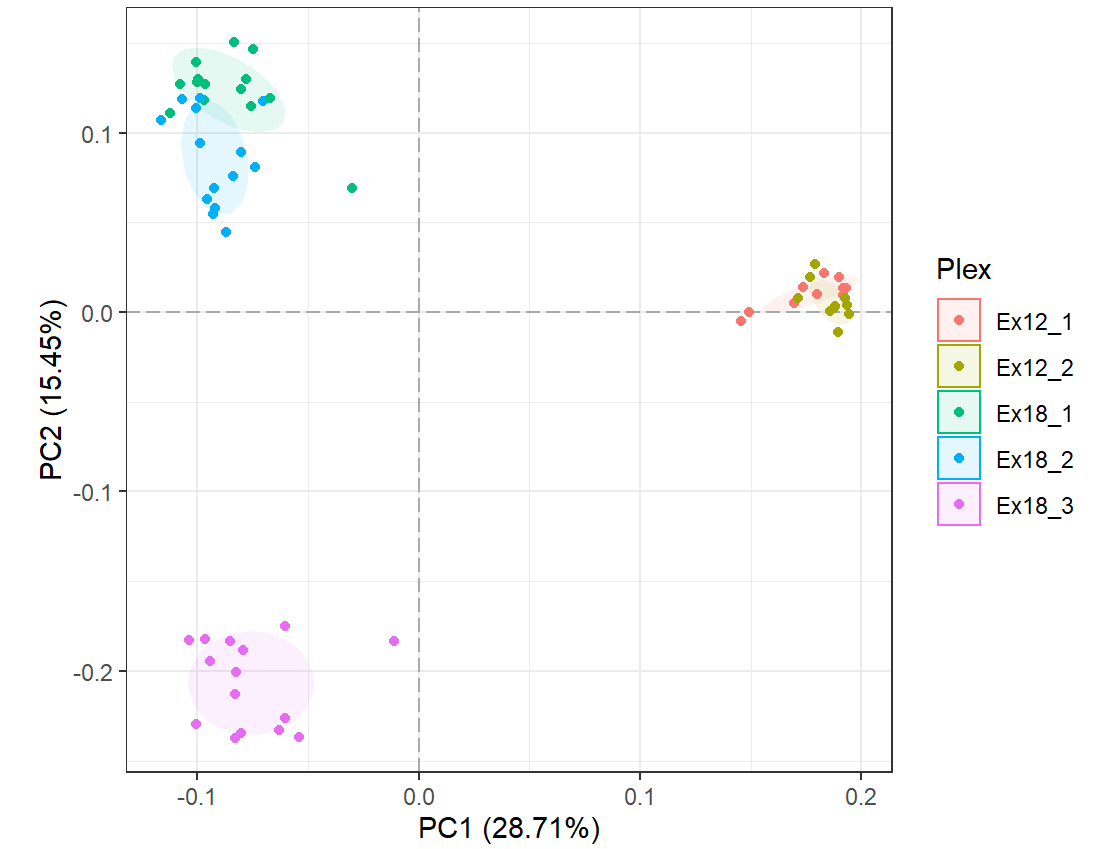 PC2 (15.45%)
0.1
0.0
-0.1
-0.2
-0.1
0.0
0.1
0.2
PC1 (28.71%)
Plex
Ex12_1
Ex12_2
Ex18_1
Ex18_2
Ex18_3